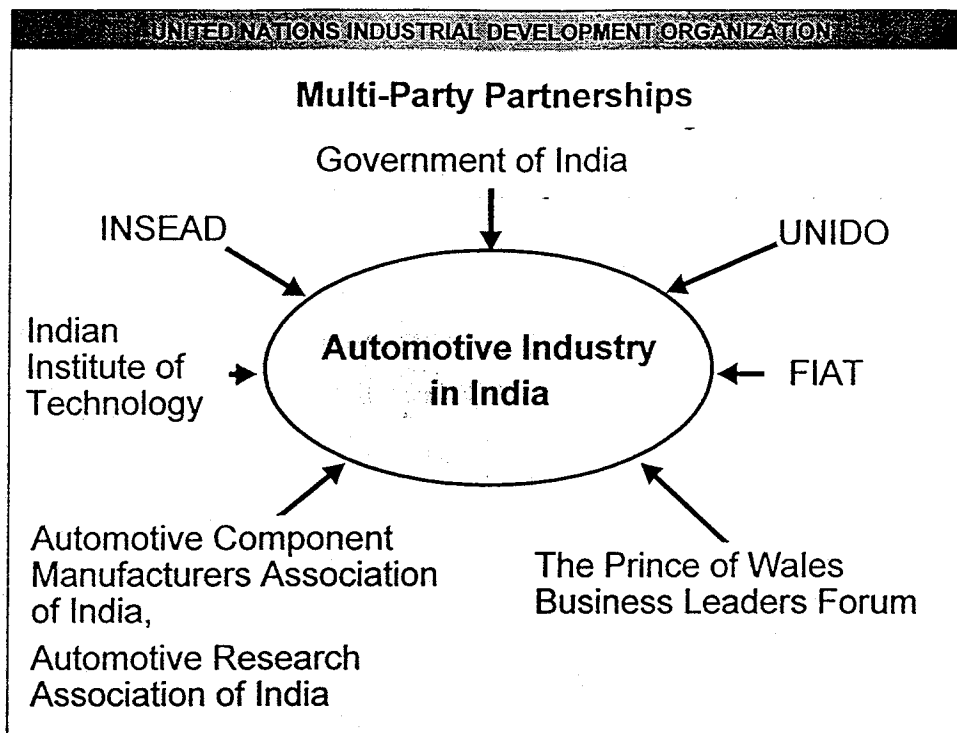 UNITED NATIONS INDUSTRIAL DEVELOPMENT ORGANIZATION
Multi-Party Partnerships
Government of India
INSEAD
UNIDO
Indian
Institute of
Technology
Automotive Industry
in India
FIAT
Automotive Component
Manufacturers Association
of India,
Automotive Research
Association of India
The Prince of Wales
Business Leaders Forum